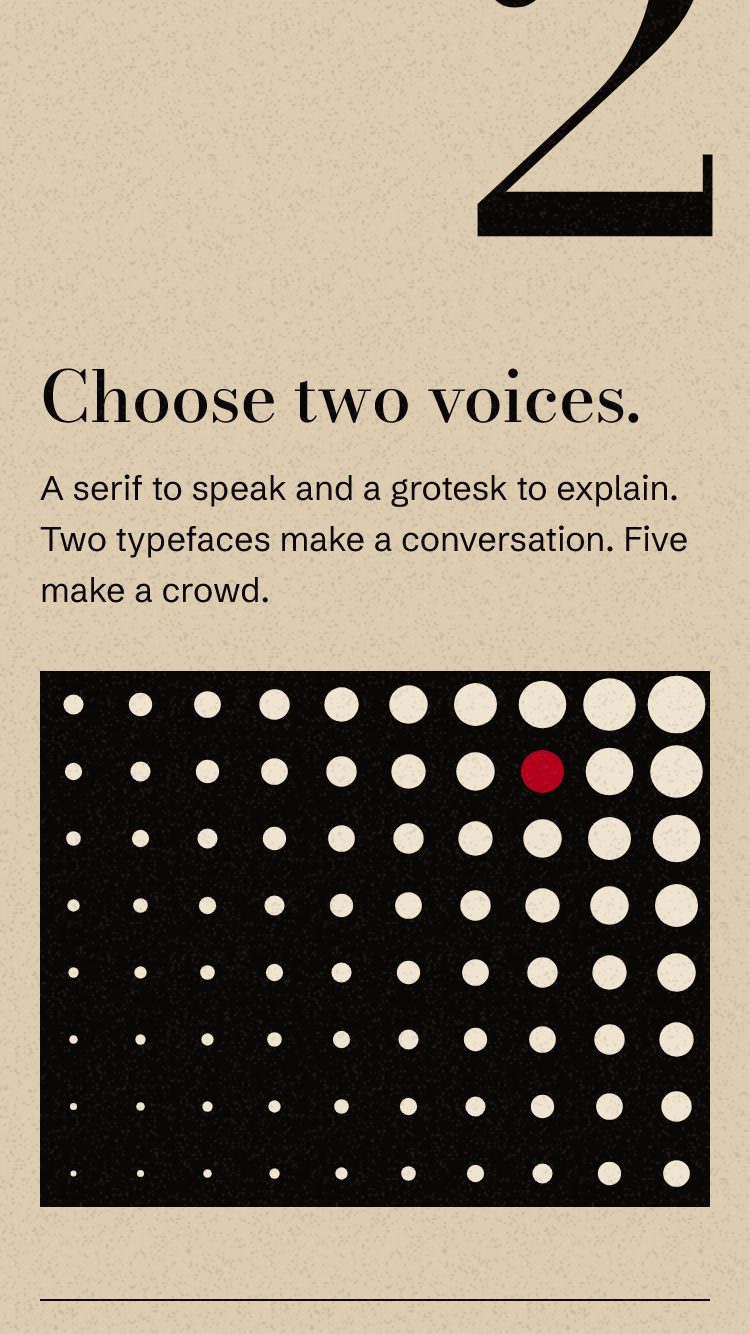 2
Choose two voices.
A serif to speak and a grotesk to explain.
Two typefaces make a conversation. Five
make a crowd.